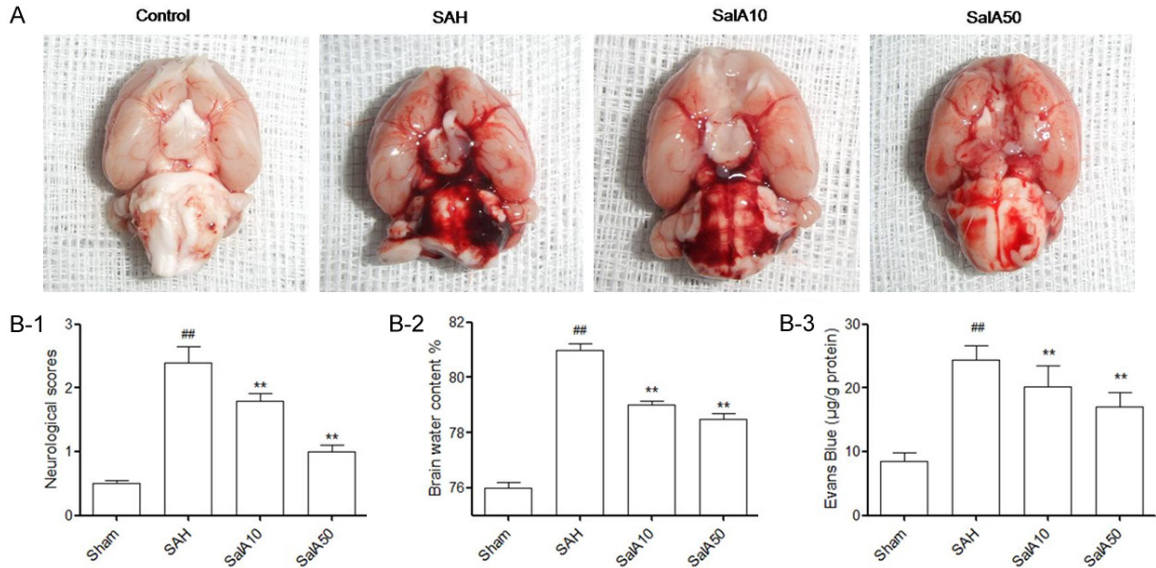 A
Control SAH SalA10 SalA50
B-1
Neurological scores
3
2
1
0
##
**
**
Sham SAH SalA10 SalA50
B-2
Brain water content %
82
80
78
76
##
**
**
Sham SAH SalA10 SalA50
B-3
Evans Blue (µg/g protein)
30
20
10
0
##
**
**
Sham SAH SalA10 SalA50